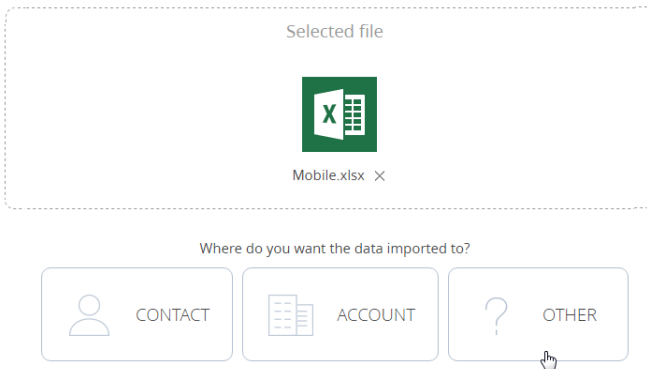 Selected file
X
Mobile.xlsx ×
Where do you want the data imported to?
CONTACT
ACCOUNT
?
OTHER